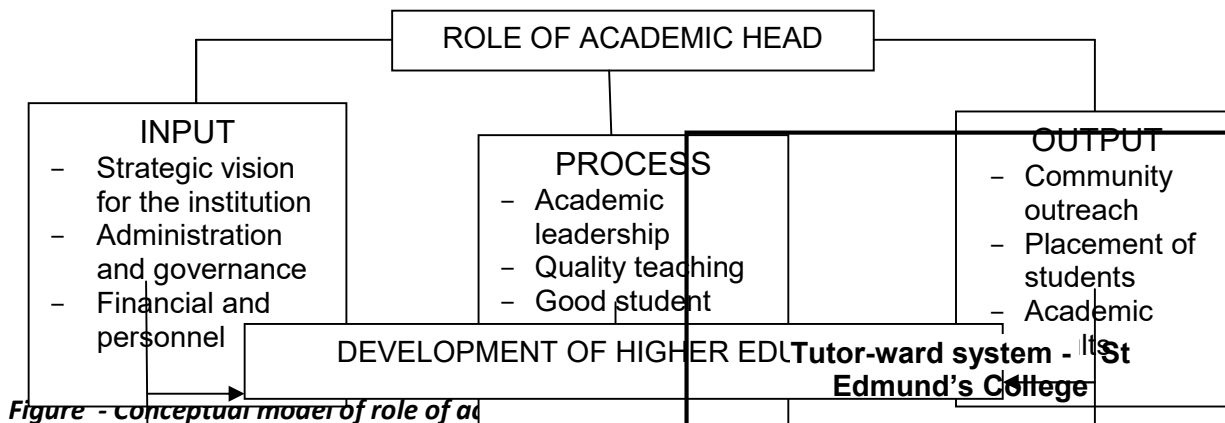 ROLE OF ACADEMIC HEAD
INPUT
- Strategic vision
for the institution
- Administration
and governance
- Financial and
personnel
PROCESS
- Academic
leadership
- Quality teaching
- Good student
OUTPUT
- Community
outreach
- Placement of
students
- Academic
lts
DEVELOPMENT OF HIGHER EDU
Tutor-ward system - St
Edmund's College
Figure - Conceptual model of role of